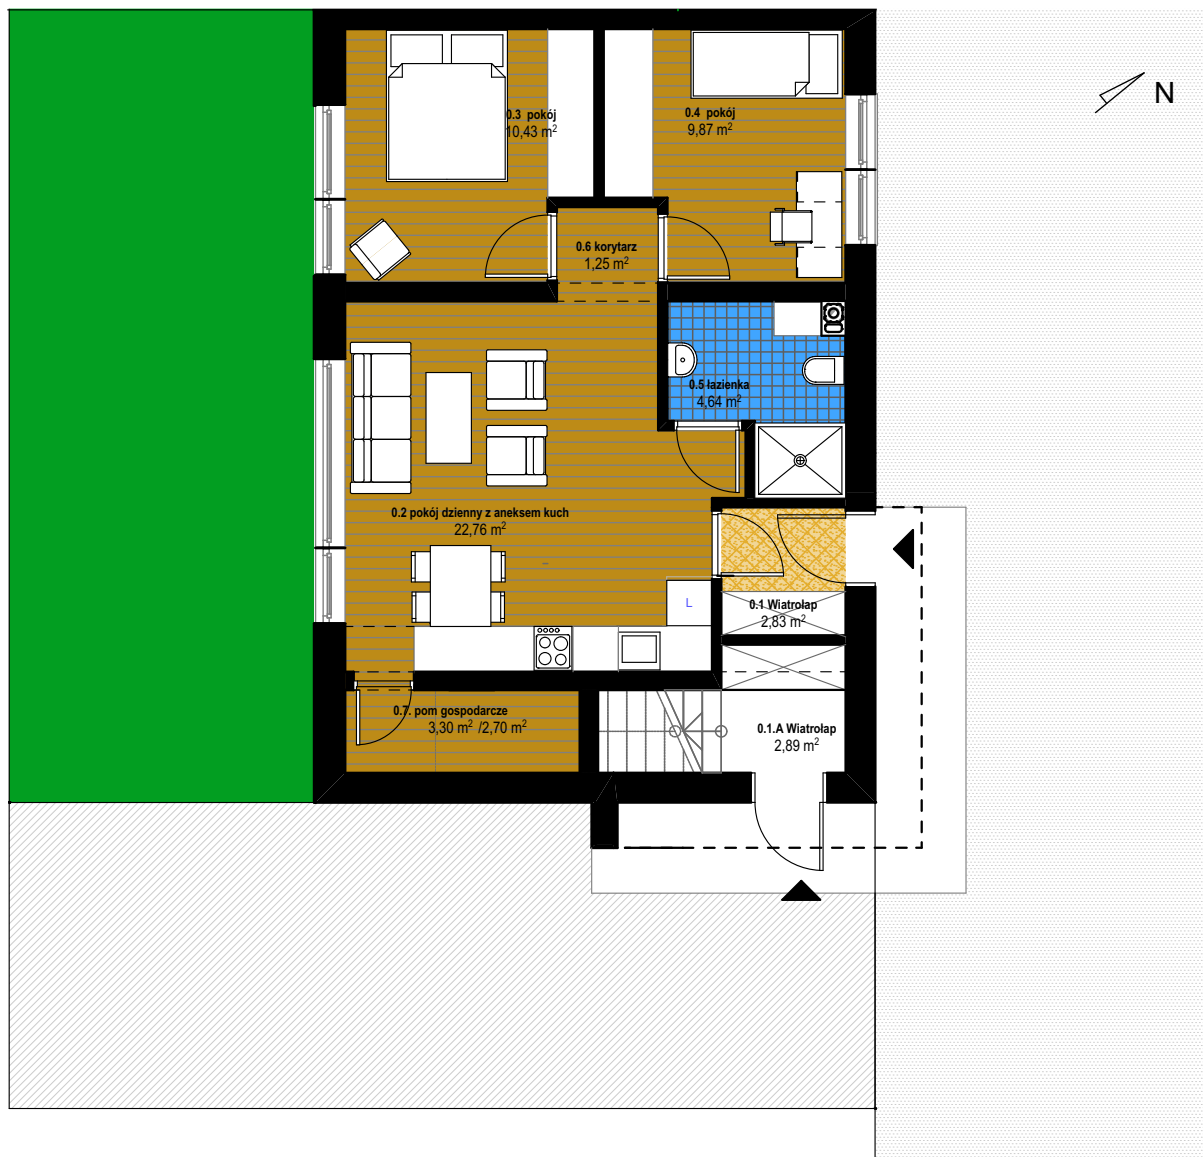 0.3 pokój
10,43 m²
0.4 pokój
9,87 m²
N
0.6 korytarz
1,25 m²
0.5 łazienka
4,64 m²
0.2 pokój dzienny z aneksem kuch
22,76 m²
L
0.1 Wiatrołap
2,83 m²
0.7. pom gospodarcze
3,30 m² /2,70 m²
0.1.A Wiatrołap
2,89 m²